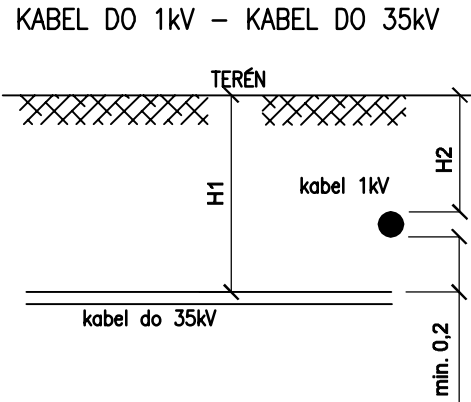 KABEL DO 1kV – KABEL DO 35kV
TERÉN
H1
H2
kabel 1kV
kabel do 35kV
min. 0,2